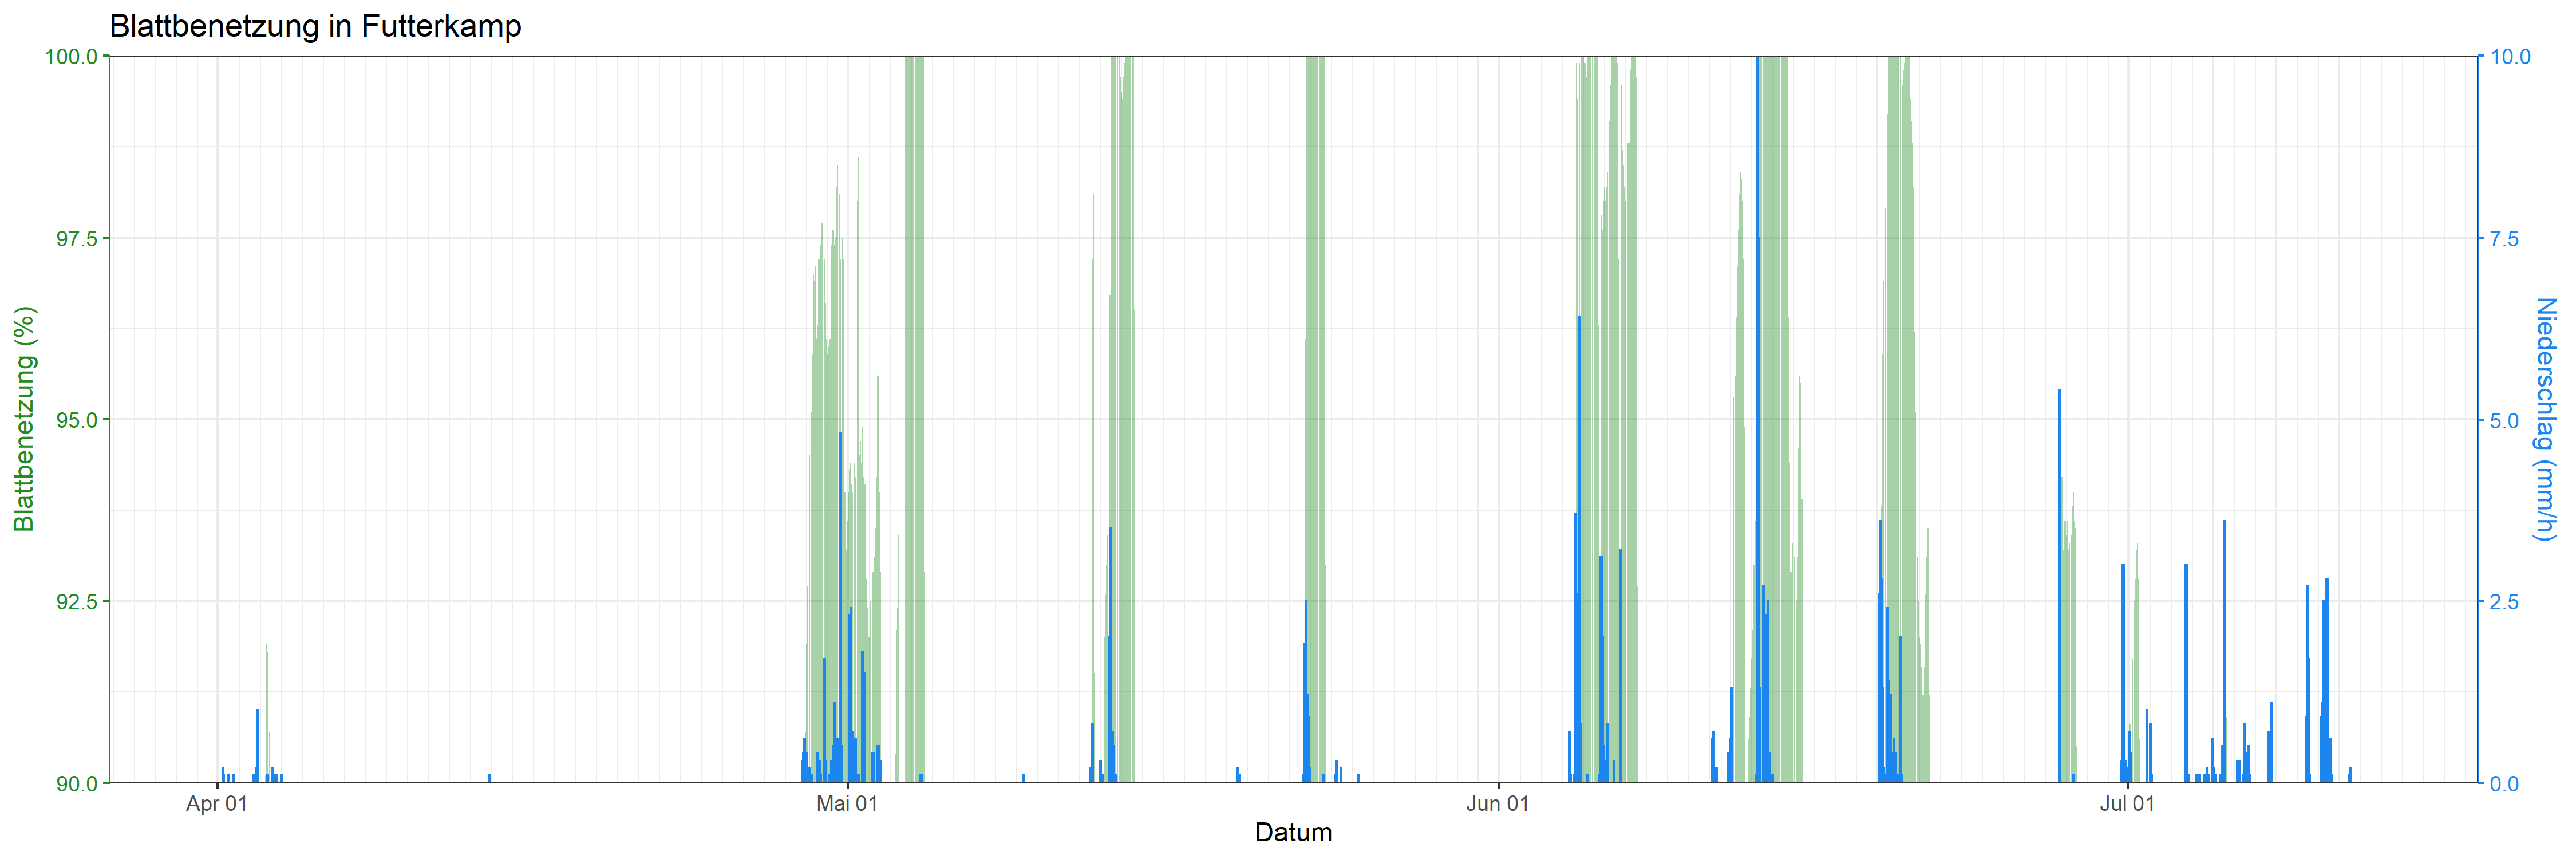 Blattbenetzung in Futterkamp
100.0
97.5
95.0
92.5
90.0
Blattbenetzung (%)
10.0
7.5
5.0
2.5
0.0
Niederschlag (mm/h)
Apr 01
Mai 01
Jun 01
Jul 01
Datum